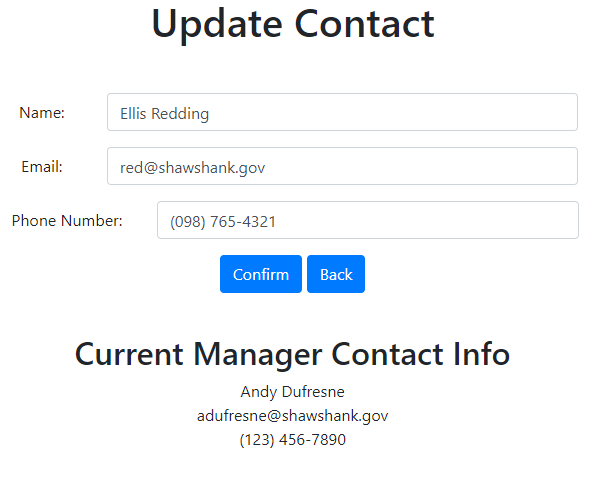 Update Contact
Name: Ellis Redding
Email: red@shawshank.gov
Phone Number: (098) 765-4321
Confirm Back
Current Manager Contact Info
Andy Dufresne
adufresne@shawshank.gov
(123) 456-7890